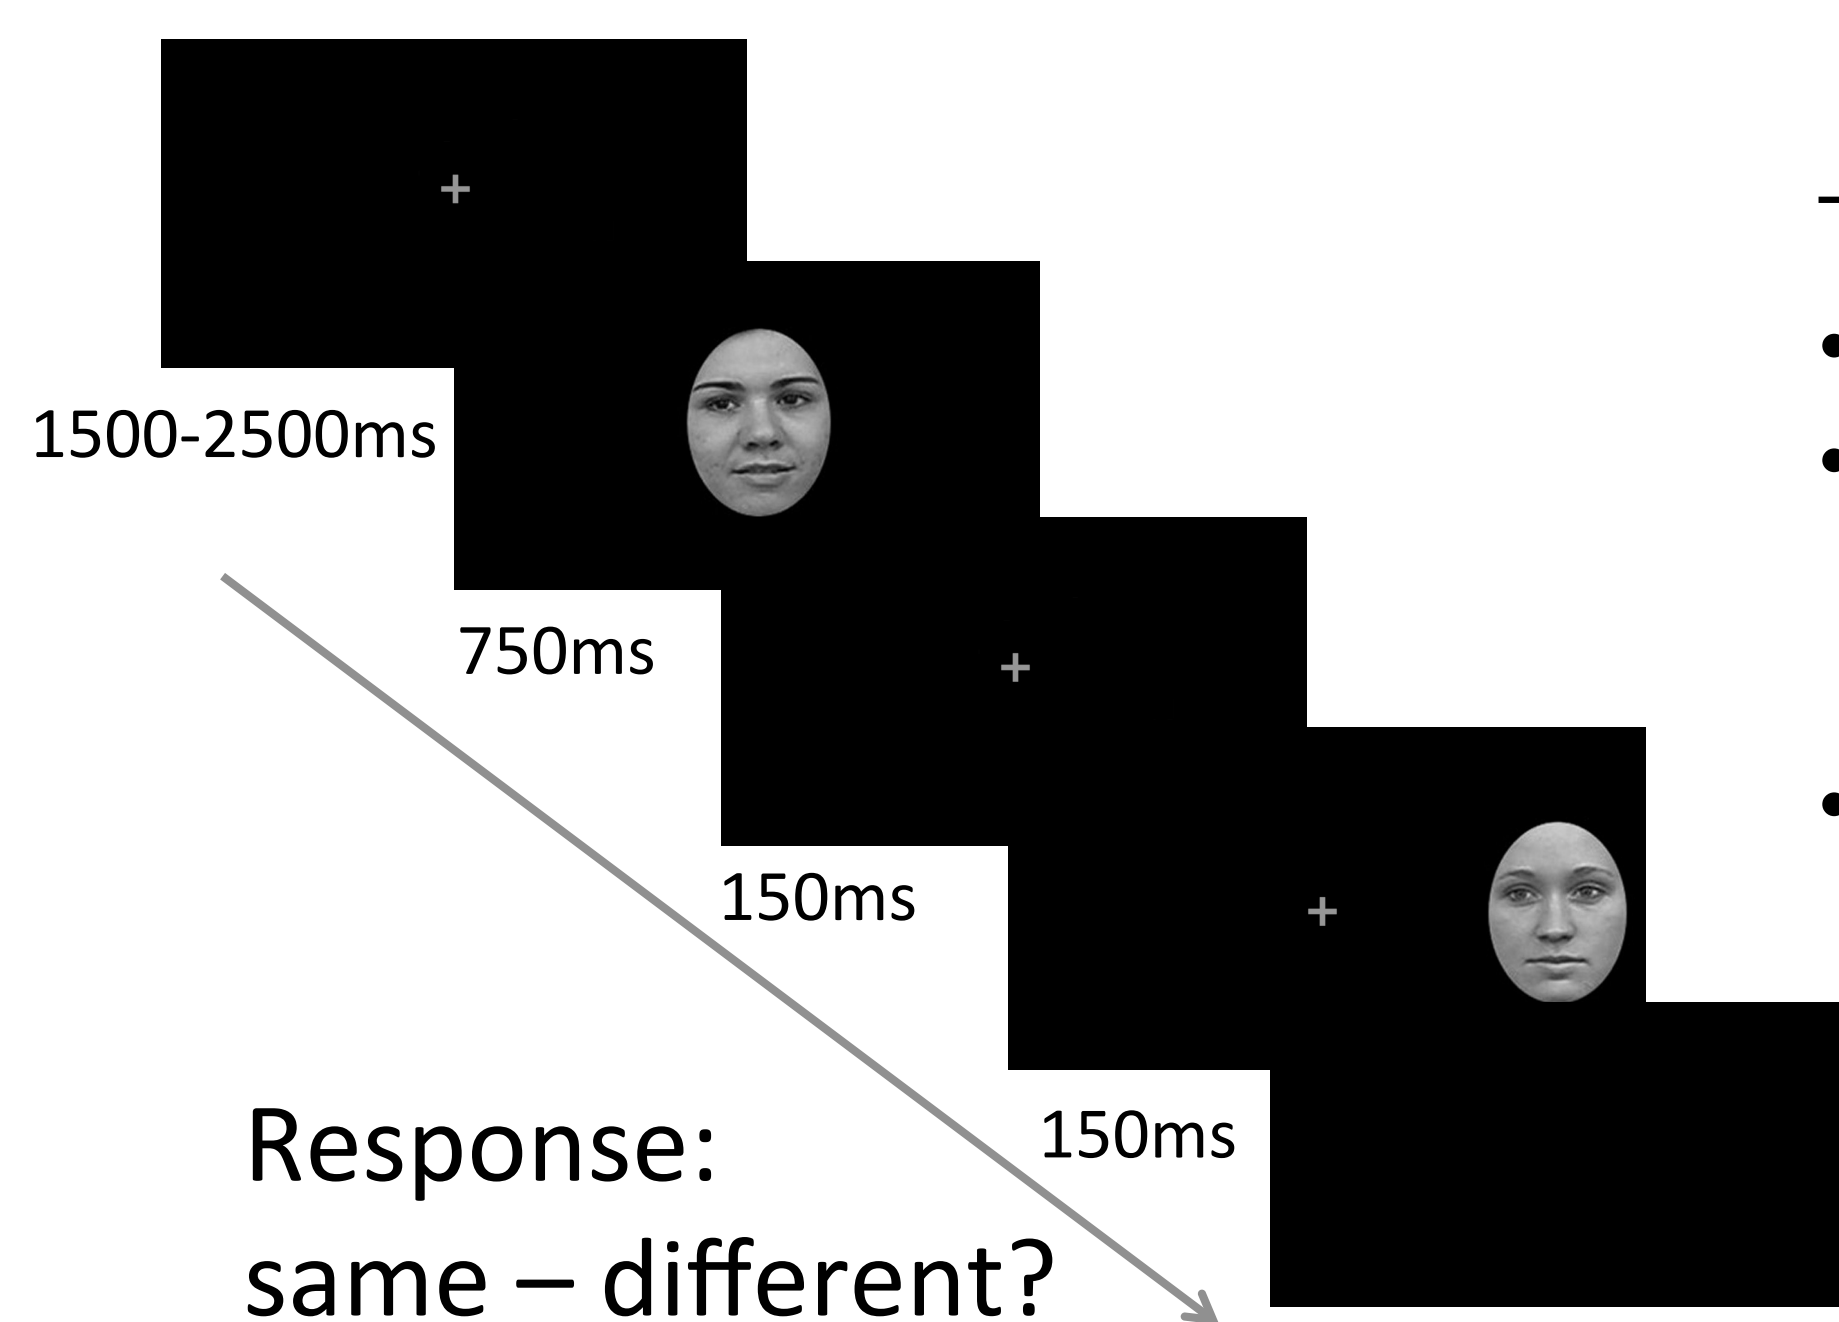 1500-2500ms
750ms
150ms
150ms
Response:
same – different?